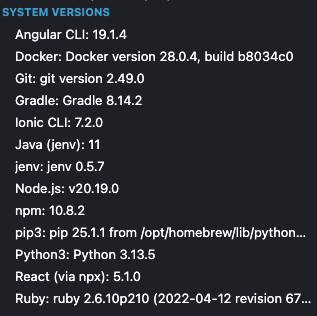 SYSTEM VERSIONS
Angular CLI: 19.1.4
Docker: Docker version 28.0.4, build b8034c0
Git: git version 2.49.0
Gradle: Gradle 8.14.2
Ionic CLI: 7.2.0
Java (jenv): 11
jenv: jenv 0.5.7
Node.js: v20.19.0
npm: 10.8.2
pip3: pip 25.1.1 from /opt/homebrew/lib/python...
Python3: Python 3.13.5
React (via npx): 5.1.0
Ruby: ruby 2.6.10p210 (2022-04-12 revision 67...